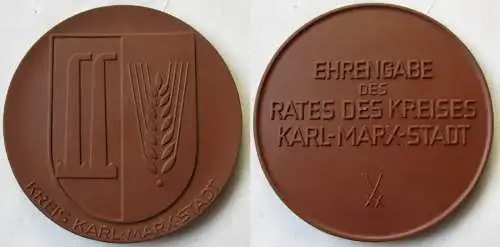 KREIS KARL-MARX-STADT
EHRENGABE
DES
RATES DES KREISES
KARL-MARX-STADT